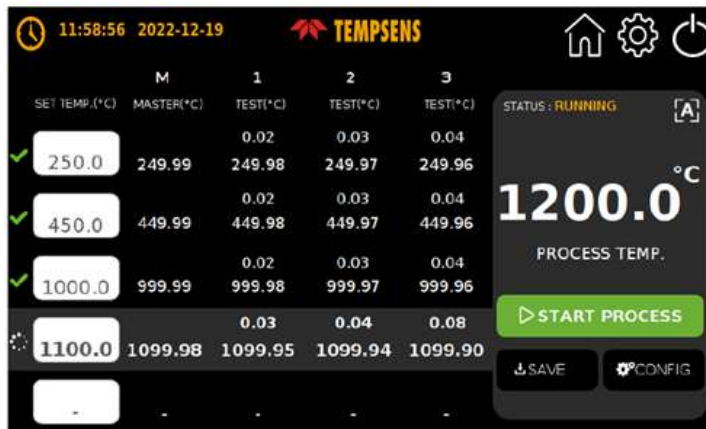 11:58:56 2022-12-19 TEMPSENS
M 1 2 3
SET TEMP.(°C) MASTER(°C) TEST(°C) TEST(°C) TEST(°C)
0.02 0.03 0.04
250.0 249.99 249.98 249.97 249.96
0.02 0.03 0.04
450.0 449.99 449.98 449.97 449.96
0.02 0.03 0.04
1000.0 999.99 999.98 999.97 999.96
0.03 0.04 0.08
1100.0 1099.98 1099.95 1099.94 1099.90
- - - - -
STATUS : RUNNING [A]
°C
1200.0
PROCESS TEMP.
START PROCESS
SAVE CONFIG